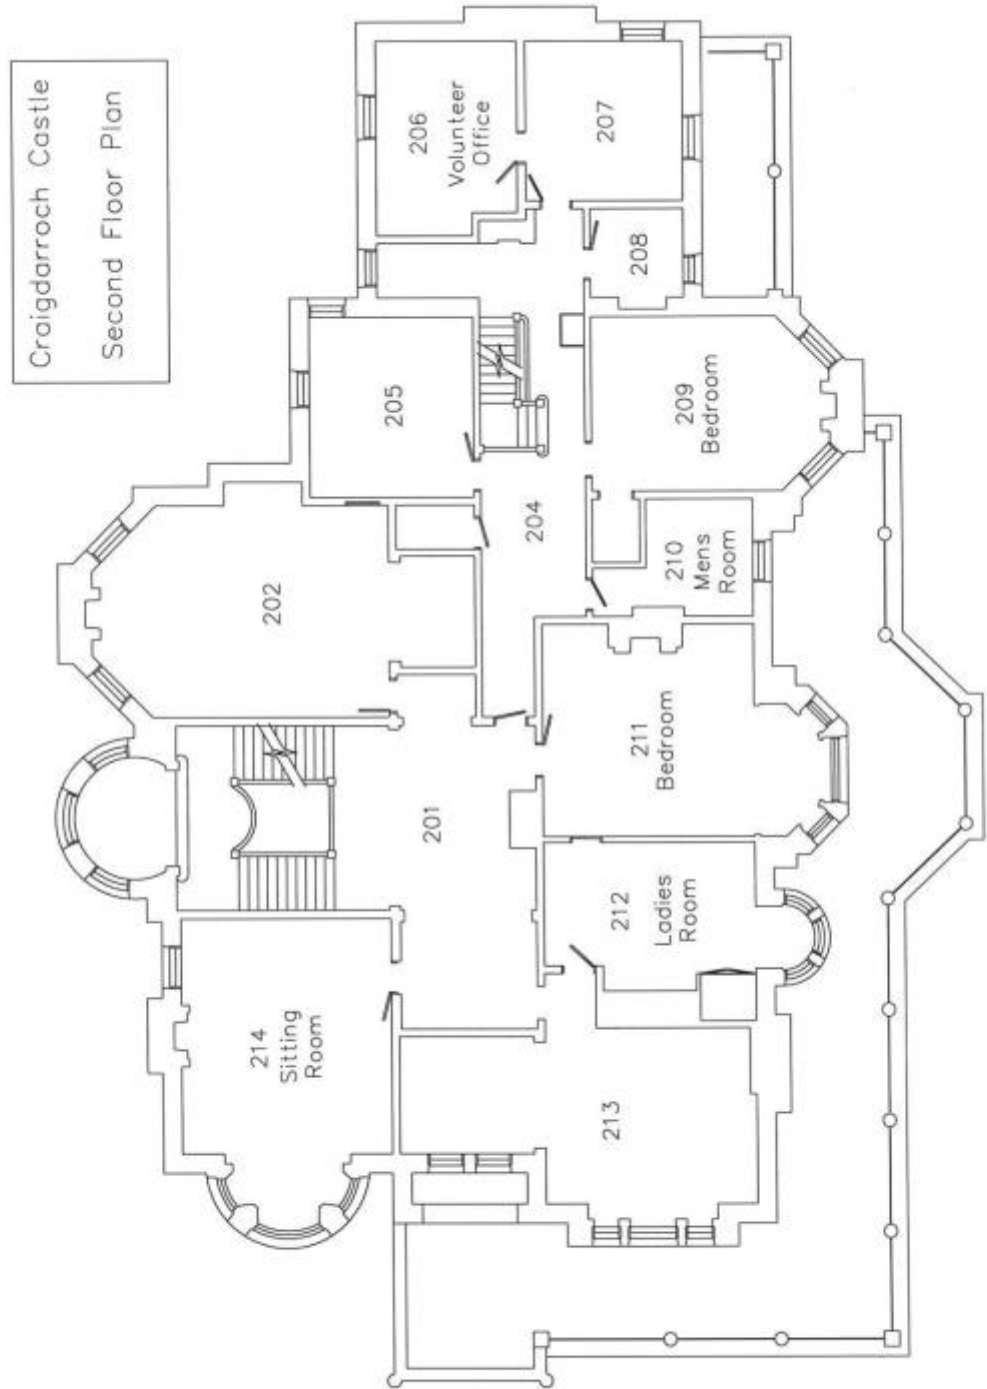 Craigdarroch Castle
Second Floor Plan
206
Volunteer
Office
207
208
205
209
Bedroom
204
210
Mens
Room
202
211
Bedroom
201
212
Ladies
Room
214
Sitting
Room
213